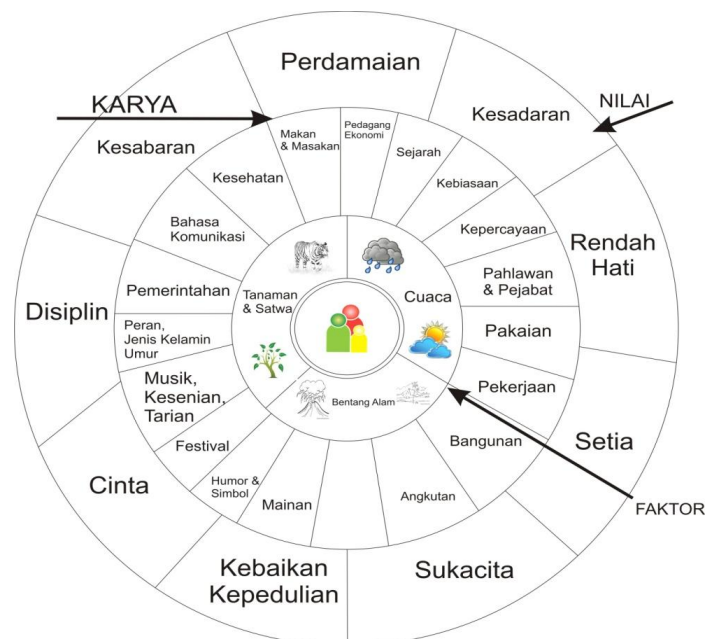 Perdamaian
KARYA
NILAI
Kesadaran
Kesabaran
Makan
& Masakan
Pedagang
Ekonomi
Sejarah
Kesehatan
Kebiasaan
Bahasa
Komunikasi
Kepercayaan
Rendah
Hati
Pahlawan
& Pejabat
Pemerintahan
Tanaman
& Satwa
Cuaca
Disiplin
Peran,
Jenis Kelamin
Umur
Pakaian
Musik,
Kesenian,
Tarian
Pekerjaan
Bentang Alam
Setia
Festival
Bangunan
Cinta
Humor &
Simbol
Mainan
Angkutan
FAKTOR
Kebaikan
Kepedulian
Sukacita